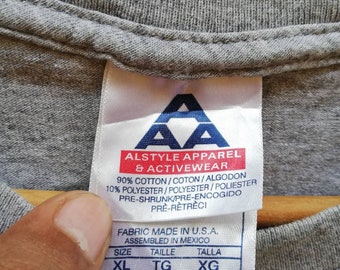 A
A A
ALSTYLE APPAREL
& ACTIVEWEAR
90% COTTON / COTON / ALGODON
10% POLYESTER / POLYESTER / POLIESTER
PRE-SHRUNK/PRE-ENCOGIDO
PRÉ-RÉTRÉCI
FABRIC MADE IN U.S.A.
ASSEMBLED IN MEXICO
SIZE TAILLE TALLA
XL TG XG